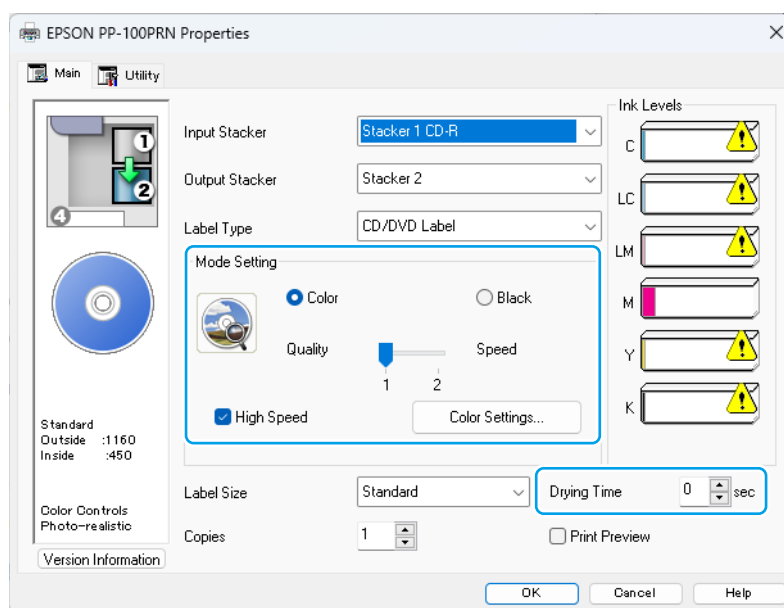 EPSON PP-100PRN Properties
Main
Utility
1
2
4
Standard
Outside :1160
Inside :450
Color Controls
Photo-realistic
Version Information
Input Stacker
Stacker 1 CD-R
Output Stacker
Stacker 2
Label Type
CD/DVD Label
Mode Setting
Color
Black
Quality
Speed
1 2
High Speed
Color Settings...
Label Size
Standard
Drying Time
0
sec
Copies
1
Print Preview
Ink Levels
C
LC
LM
M
Y
K
OK
Cancel
Help